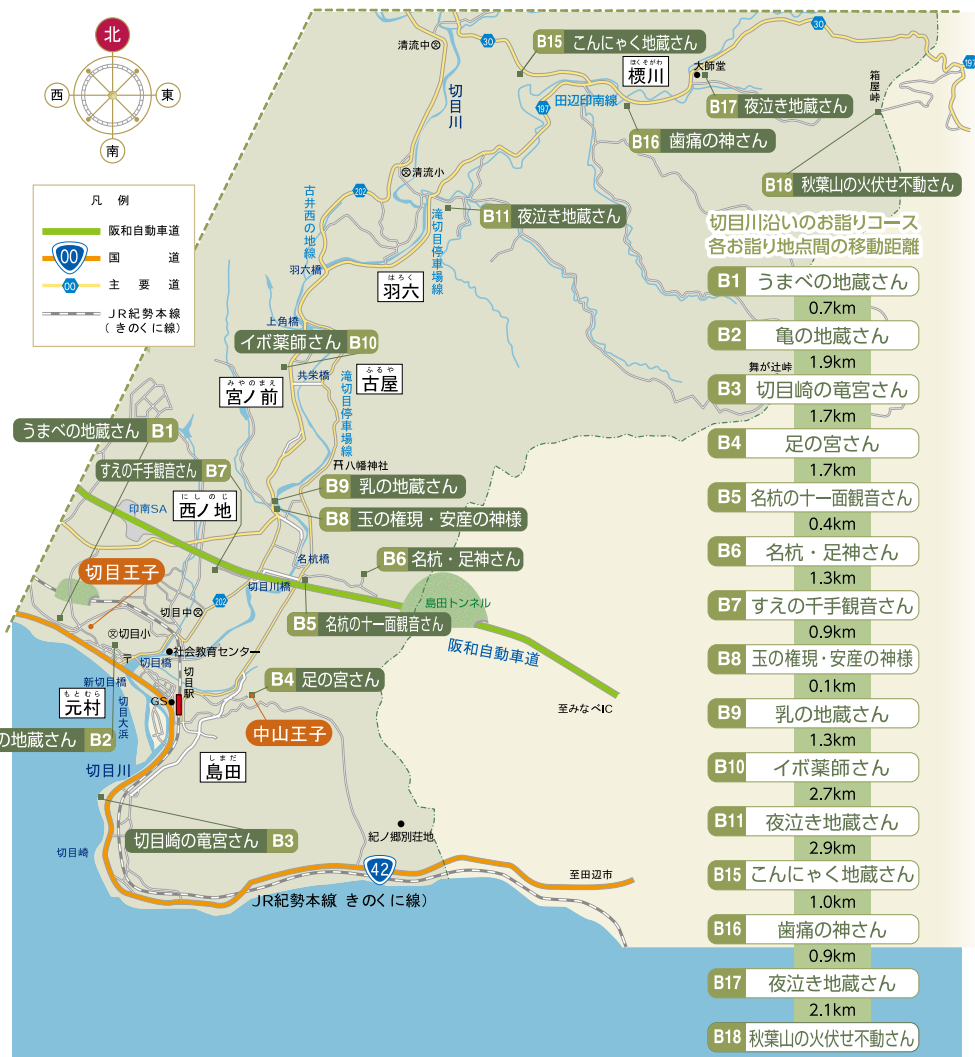 北
西
東
南
凡例
阪和自動車道
00 国道
00 主要道
JR紀勢本線
(きのくに線)
清流中
30
B15 こんにゃく地蔵さん
ほくそがわ
大師堂
30
197
箱屋峠
切目川
田辺印南線
197
B17 夜泣き地蔵さん
B16 歯痛の神さん
清流小
202
B18 秋葉山の火伏せ不動さん
古井西の地線
滝切目停車場線
B11 夜泣き地蔵さん
羽六橋
はろく
羽六
上角橋
イボ薬師さん B10
共栄橋
ふるや
古屋
みやのまえ
宮ノ前
滝切目停車場線
舞が辻峠
うまべの地蔵さん B1
すえの千手観音さん B7
八幡神社
B9 乳の地蔵さん
にしのじ
西ノ地
印南SA
B8 玉の権現・安産の神様
名杭橋
B6 名杭・足神さん
切目王子
切目川橋
島田トンネル
切目中
202
B5 名杭の十一面観音さん
阪和自動車道
切目小
〒
切目橋
社会教育センター
切目駅
B4 足の宮さん
新切目橋
もとむら
元村
GS
切目大浜
至みなべIC
中山王子
の地蔵さん B2
切目川
しまだ
島田
切目崎の竜宮さん B3
切目崎
紀ノ郷別荘地
42
至田辺市
JR紀勢本線(きのくに線)
切目川沿いのお詣りコース
各お詣り地点間の移動距離
B1 うまべの地蔵さん
0.7km
B2 亀の地蔵さん
1.9km
B3 切目崎の竜宮さん
1.7km
B4 足の宮さん
1.7km
B5 名杭の十一面観音さん
0.4km
B6 名杭・足神さん
1.3km
B7 すえの千手観音さん
0.9km
B8 玉の権現・安産の神様
0.1km
B9 乳の地蔵さん
1.3km
B10 イボ薬師さん
2.7km
B11 夜泣き地蔵さん
2.9km
B15 こんにゃく地蔵さん
1.0km
B16 歯痛の神さん
0.9km
B17 夜泣き地蔵さん
2.1km
B18 秋葉山の火伏せ不動さん